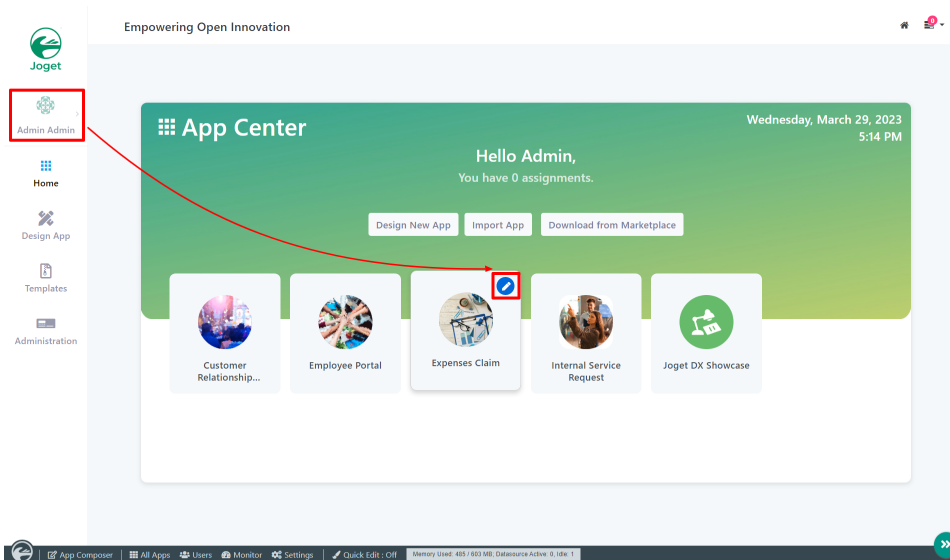 Empowering Open Innovation
0
Joget
Admin Admin
Home
Design App
Templates
Administration
App Center
Wednesday, March 29, 2023
5:14 PM
Hello Admin,
You have 0 assignments.
Design New App
Import App
Download from Marketplace
Customer
Relationship...
Employee Portal
Expenses Claim
Internal Service
Request
Joget DX Showcase
App Composer
All Apps
Users
Monitor
Settings
Quick Edit : Off
Memory Used: 485 / 603 MB, Datasource Active: 0, Idle: 1